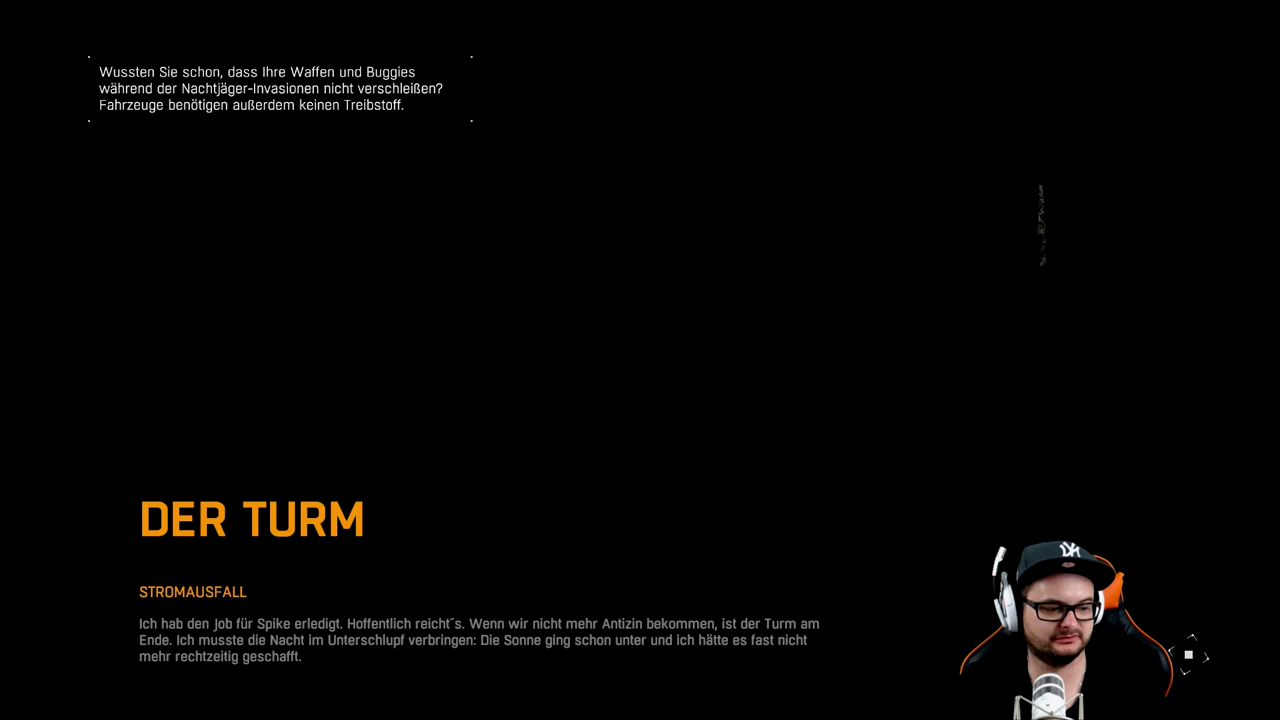 Wussten Sie schon, dass Ihre Waffen und Buggies
während der Nachtjäger-Invasionen nicht verschleißen?
Fahrzeuge benötigen außerdem keinen Treibstoff.
DER TURM
STROMAUSFALL
Ich hab den Job für Spike erledigt. Hoffentlich reicht´s. Wenn wir nicht mehr Antizin bekommen, ist der Turm am
Ende. Ich musste die Nacht im Unterschlupf verbringen: Die Sonne ging schon unter und ich hätte es fast nicht
mehr rechtzeitig geschafft.